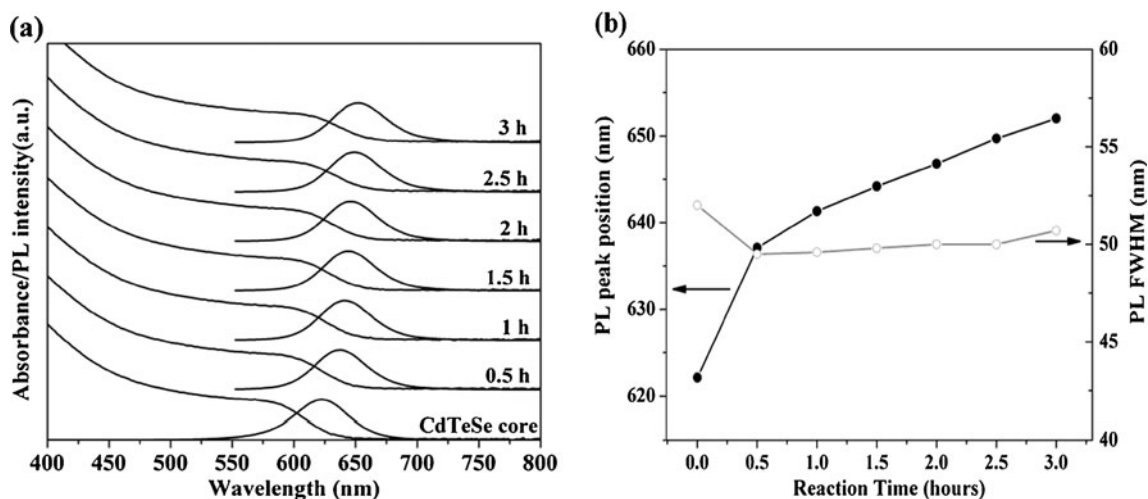 (a)
Absorbance/PL intensity(a.u.)
3 h
2.5 h
2 h
1.5 h
1 h
0.5 h
CdTeSe core
400 450 500 550 600 650 700 750 800
Wavelength (nm)
(b)
PL peak position (nm)
660
650
640
630
620
60
55
50
45
40
PL FWHM (nm)
0.0 0.5 1.0 1.5 2.0 2.5 3.0
Reaction Time (hours)